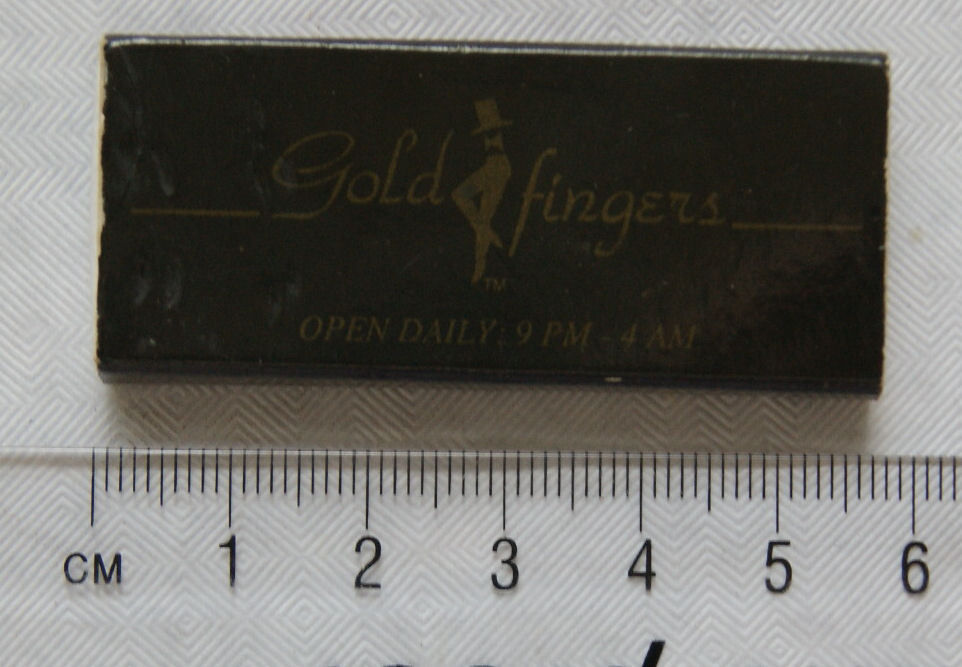 Gold fingers
TM
OPEN DAILY: 9 PM - 4 AM
CM 1 2 3 4 5 6